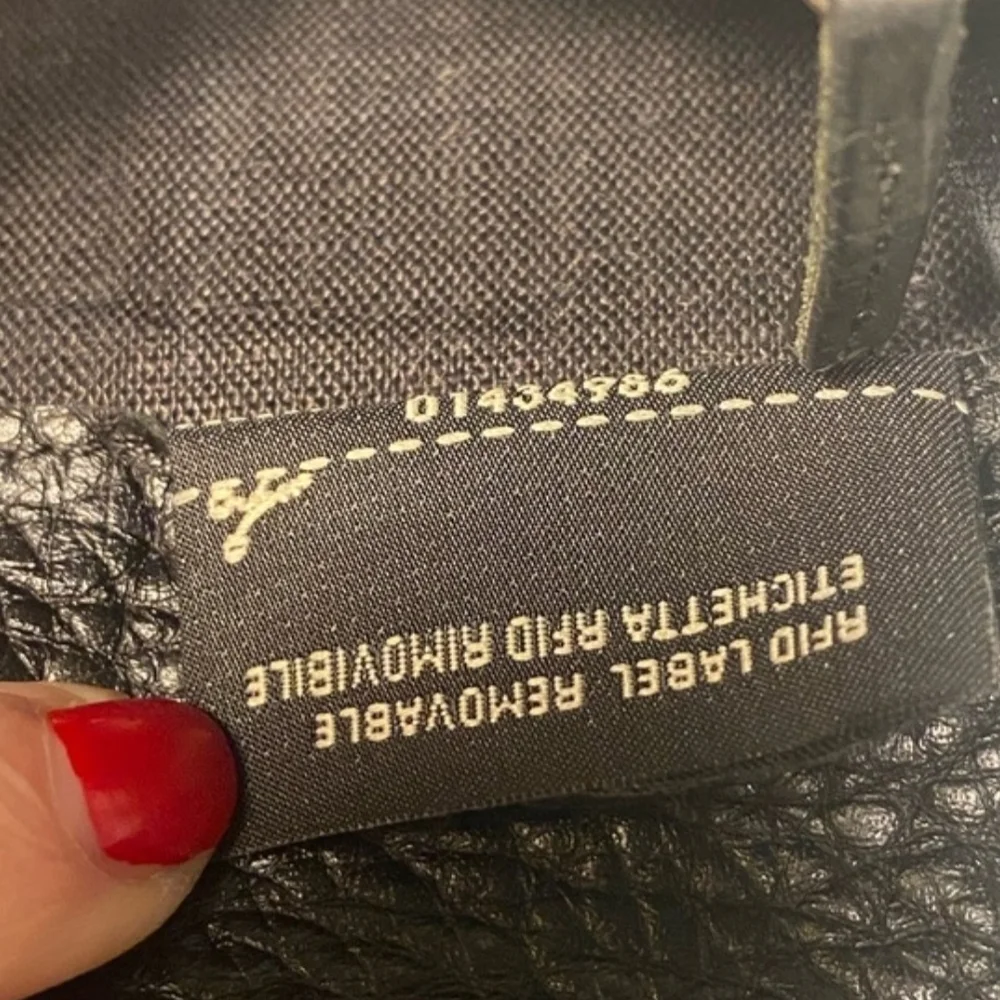 01434986
RFID LABEL REMOVABLE
ETICHETTA RFID RIMOVIBILE